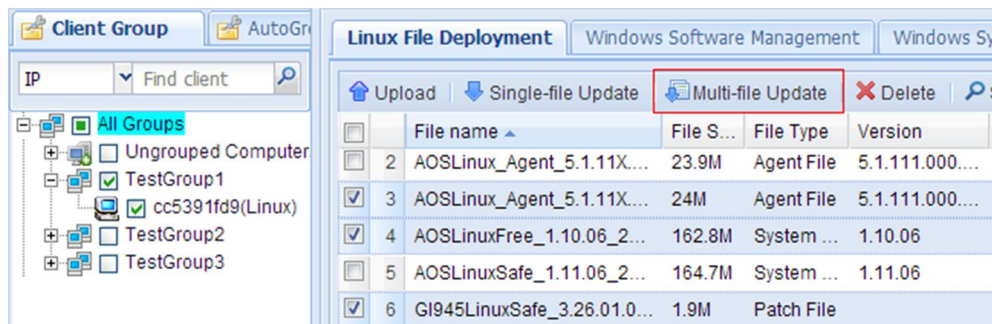 Client Group
AutoGr
IP
Find client
All Groups
Ungrouped Computer
TestGroup1
cc5391fd9(Linux)
TestGroup2
TestGroup3
Linux File Deployment
Windows Software Management
Windows Sy
Upload
Single-file Update
Multi-file Update
Delete
File name
File S...
File Type
Version
2 AOSLinux_Agent_5.1.11X.... 23.9M Agent File 5.1.111.000....
3 AOSLinux_Agent_5.1.11X.... 24M Agent File 5.1.111.000....
4 AOSLinuxFree_1.10.06_2... 162.8M System ... 1.10.06
5 AOSLinuxSafe_1.11.06_2... 164.7M System ... 1.11.06
6 GI945LinuxSafe_3.26.01.0... 1.9M Patch File